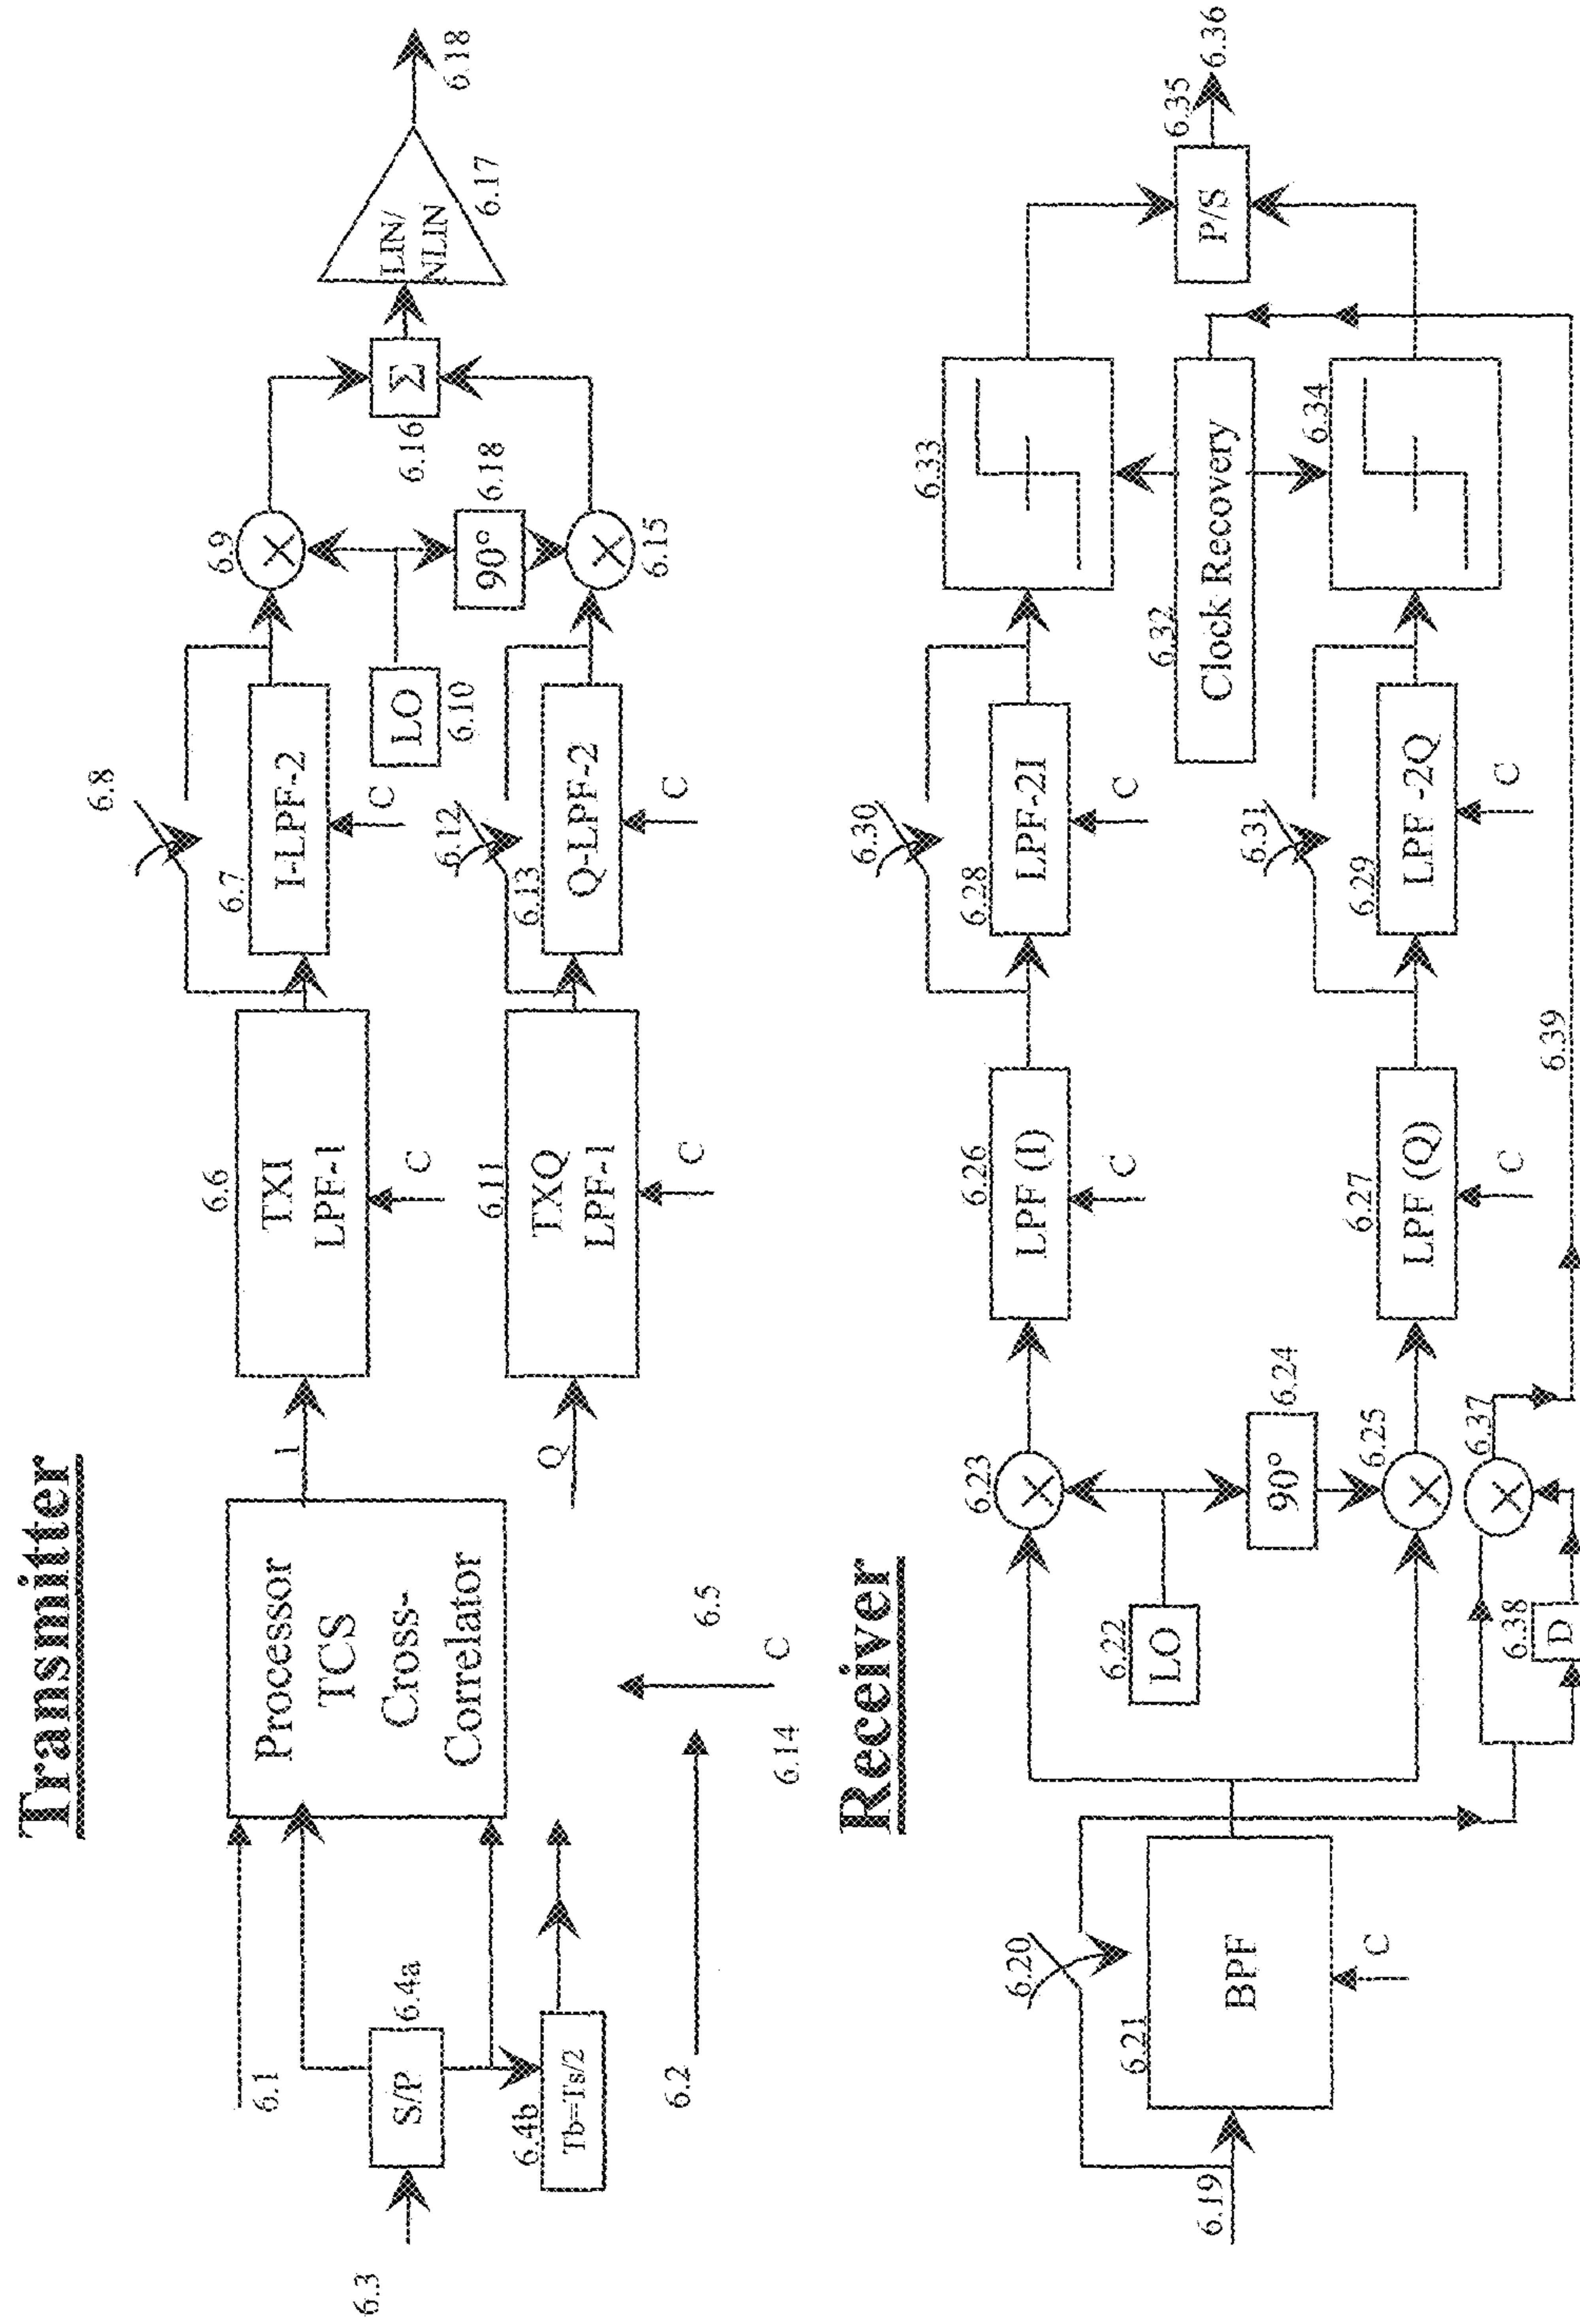 Transmitter
6.1
6.3
S/P
6.4a
6.4b
Tb=Ts/2
6.2
Processor
TCS
Cross-
Correlator
6.5
C
6.14
I
Q
6.6
TXI
LPF-1
C
6.11
TXQ
LPF-1
C
6.8
6.7
I-LPF-2
C
6.12
6.13
Q-LPF-2
C
LO
6.10
6.9
90°
6.18
6.15
Σ
6.16
LIN/
NLIN
6.17
6.18
Receiver
6.19
6.20
6.21
BPF
C
6.22
LO
6.23
90°
6.24
6.25
6.37
6.38
D
6.39
6.26
LPF (I)
C
6.27
LPF (Q)
C
6.30
6.28
LPF-2I
C
6.31
6.29
LPF -2Q
C
6.32
Clock Recovery
6.33
6.34
P/S
6.35
6.36